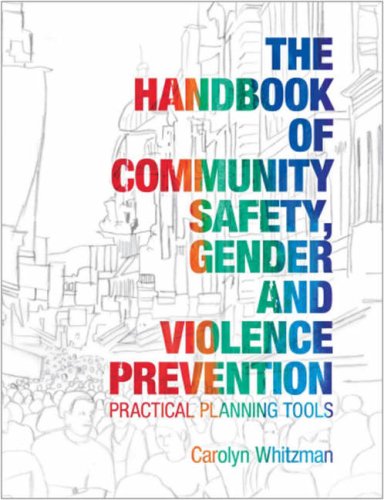 THE
HANDBOOK
OF
COMMUNITY
SAFETY,
GENDER
AND
VIOLENCE
PREVENTION
PRACTICAL PLANNING TOOLS
Carolyn Whitzman